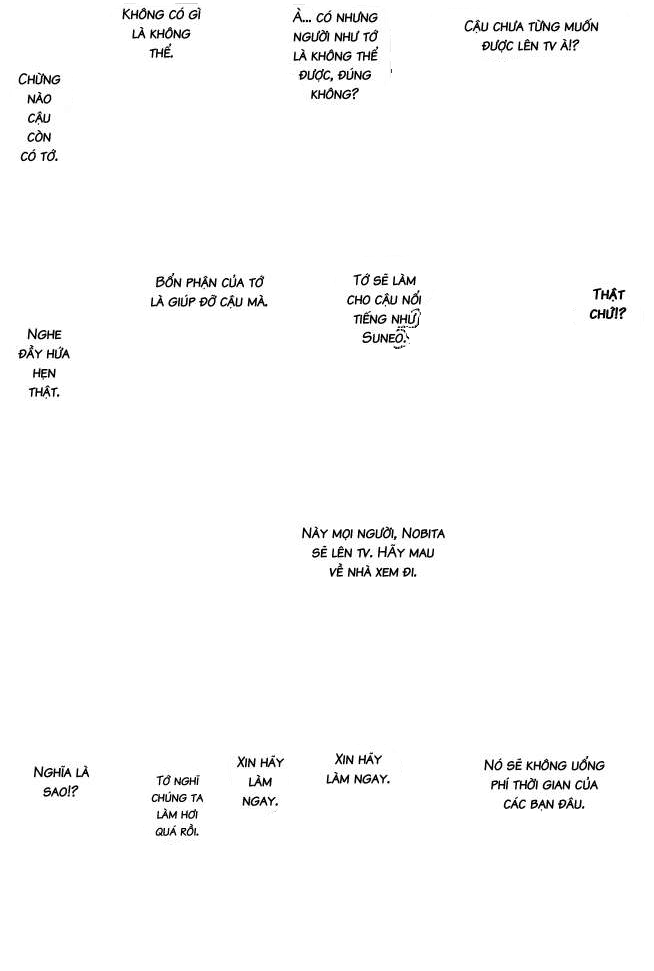 CẬU CHƯA TỪNG MUỐN
ĐƯỢC LÊN TV À!?
À... CÓ NHƯNG
NGƯỜI NHƯ TỚ
LÀ KHÔNG THỂ
ĐƯỢC, ĐÚNG
KHÔNG?
KHÔNG CÓ GÌ
LÀ KHÔNG
THỂ.
CHỪNG
NÀO
CẬU
CÒN
CÓ TỚ.
THẬT
CHỨ!?
TỚ SẼ LÀM
CHO CẬU NỔI
TIẾNG NHƯ
SUNEO.
BỔN PHẬN CỦA TỚ
LÀ GIÚP ĐỠ CẬU MÀ.
NGHE
ĐẦY HỨA
HẸN
THẬT.
NÀY MỌI NGƯỜI, NOBITA
SẼ LÊN TV. HÃY MAU
VỀ NHÀ XEM ĐI.
NÓ SẼ KHÔNG UỔNG
PHÍ THỜI GIAN CỦA
CÁC BẠN ĐÂU.
XIN HÃY
LÀM NGAY.
XIN HÃY
LÀM
NGAY.
TỚ NGHĨ
CHÚNG TA
LÀM HƠI
QUÁ RỒI.
NGHĨA LÀ
SAO!?